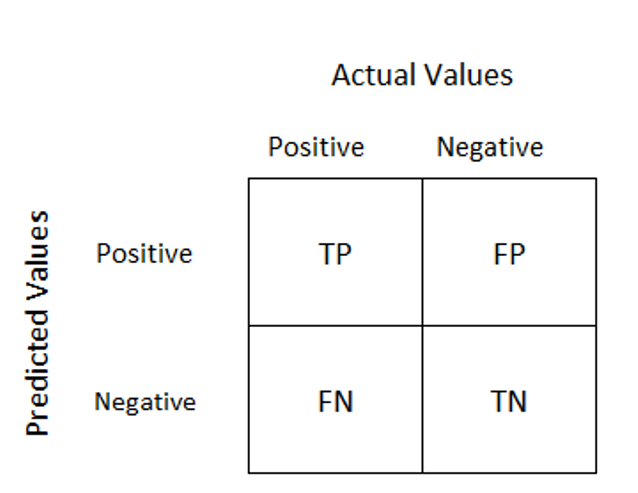 Actual Values
Positive Negative
Predicted Values
Positive TP FP
Negative FN TN